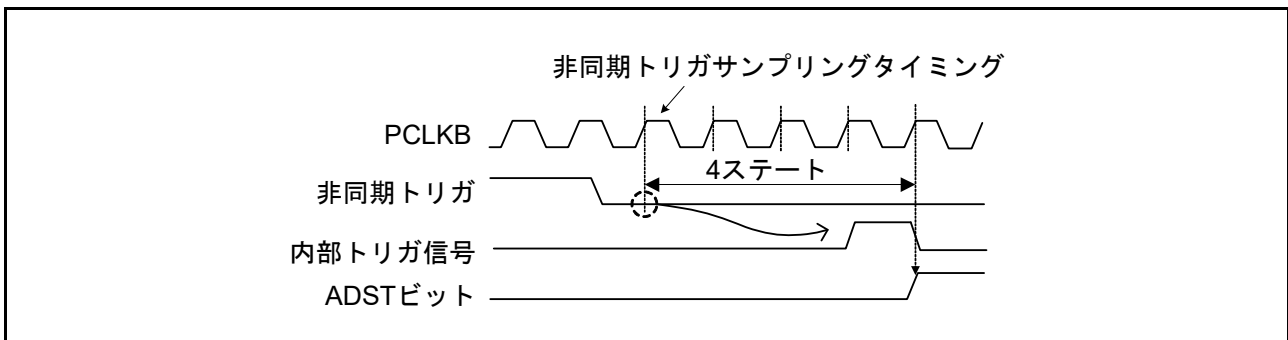 非同期トリガサンプリングタイミング
PCLKB
4ステート
非同期トリガ
内部トリガ信号
ADSTビット